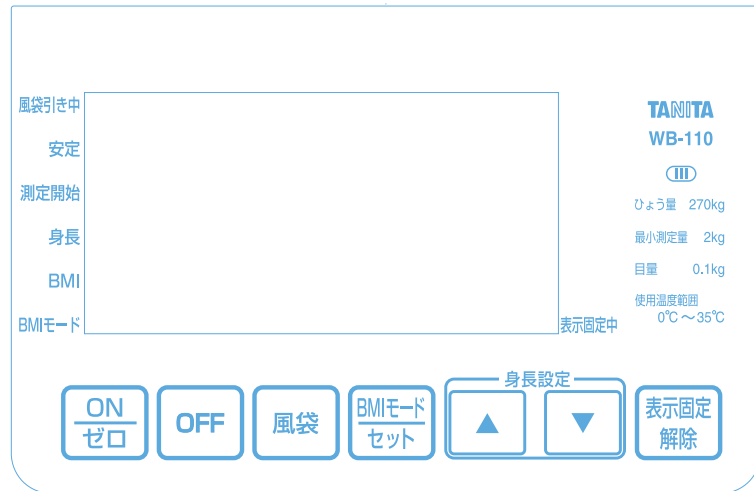 風袋引き中
安定
測定開始
身長
BMI
BMIモード
表示固定中
TANITA
WB-110
III
ひょう量 270kg
最小測定量 2kg
目量 0.1kg
使用温度範囲
0℃～35℃
ON
ゼロ
OFF
風袋
BMIモード
セット
身長設定
▲
▼
表示固定
解除